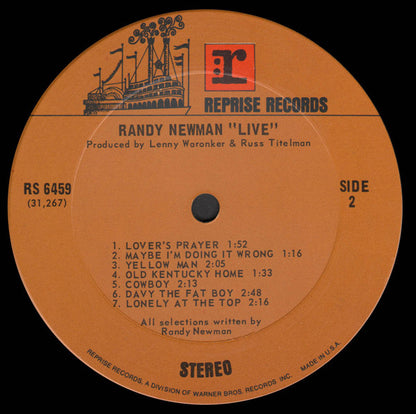 r
REPRISE RECORDS
RANDY NEWMAN "LIVE"
Produced by Lenny Waronker & Russ Titelman
RS 6459
(31,267)
SIDE
2
1. LOVER'S PRAYER 1:52
2. MAYBE I'M DOING IT WRONG 1:16
3. YELLOW MAN 2:05
4. OLD KENTUCKY HOME 1:33
5. COWBOY 2:13
6. DAVY THE FAT BOY 2:48
7. LONELY AT THE TOP 2:16
All selections written by
Randy Newman
STEREO
REPRISE RECORDS, A DIVISION OF WARNER BROS. RECORDS INC. MADE IN U.S.A.